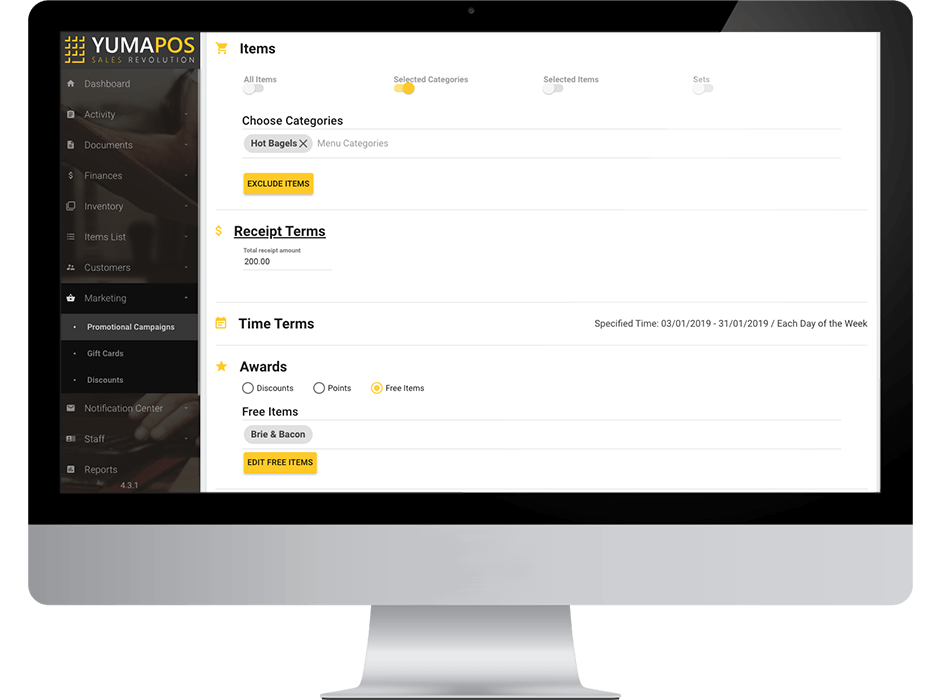 YUMAPOS
SALES REVOLUTION
Dashboard
Activity
Documents
Finances
Inventory
Items List
Customers
Marketing
Promotional Campaigns
Gift Cards
Discounts
Notification Center
Staff
Reports
4.3.1
Items
All Items Selected Categories Selected Items Sets
Choose Categories
Hot Bagels Menu Categories
EXCLUDE ITEMS
$ Receipt Terms
Total receipt amount
200.00
Time Terms Specified Time: 03/01/2019 - 31/01/2019 / Each Day of the Week
Awards
Discounts Points Free Items
Free Items
Brie & Bacon
EDIT FREE ITEMS